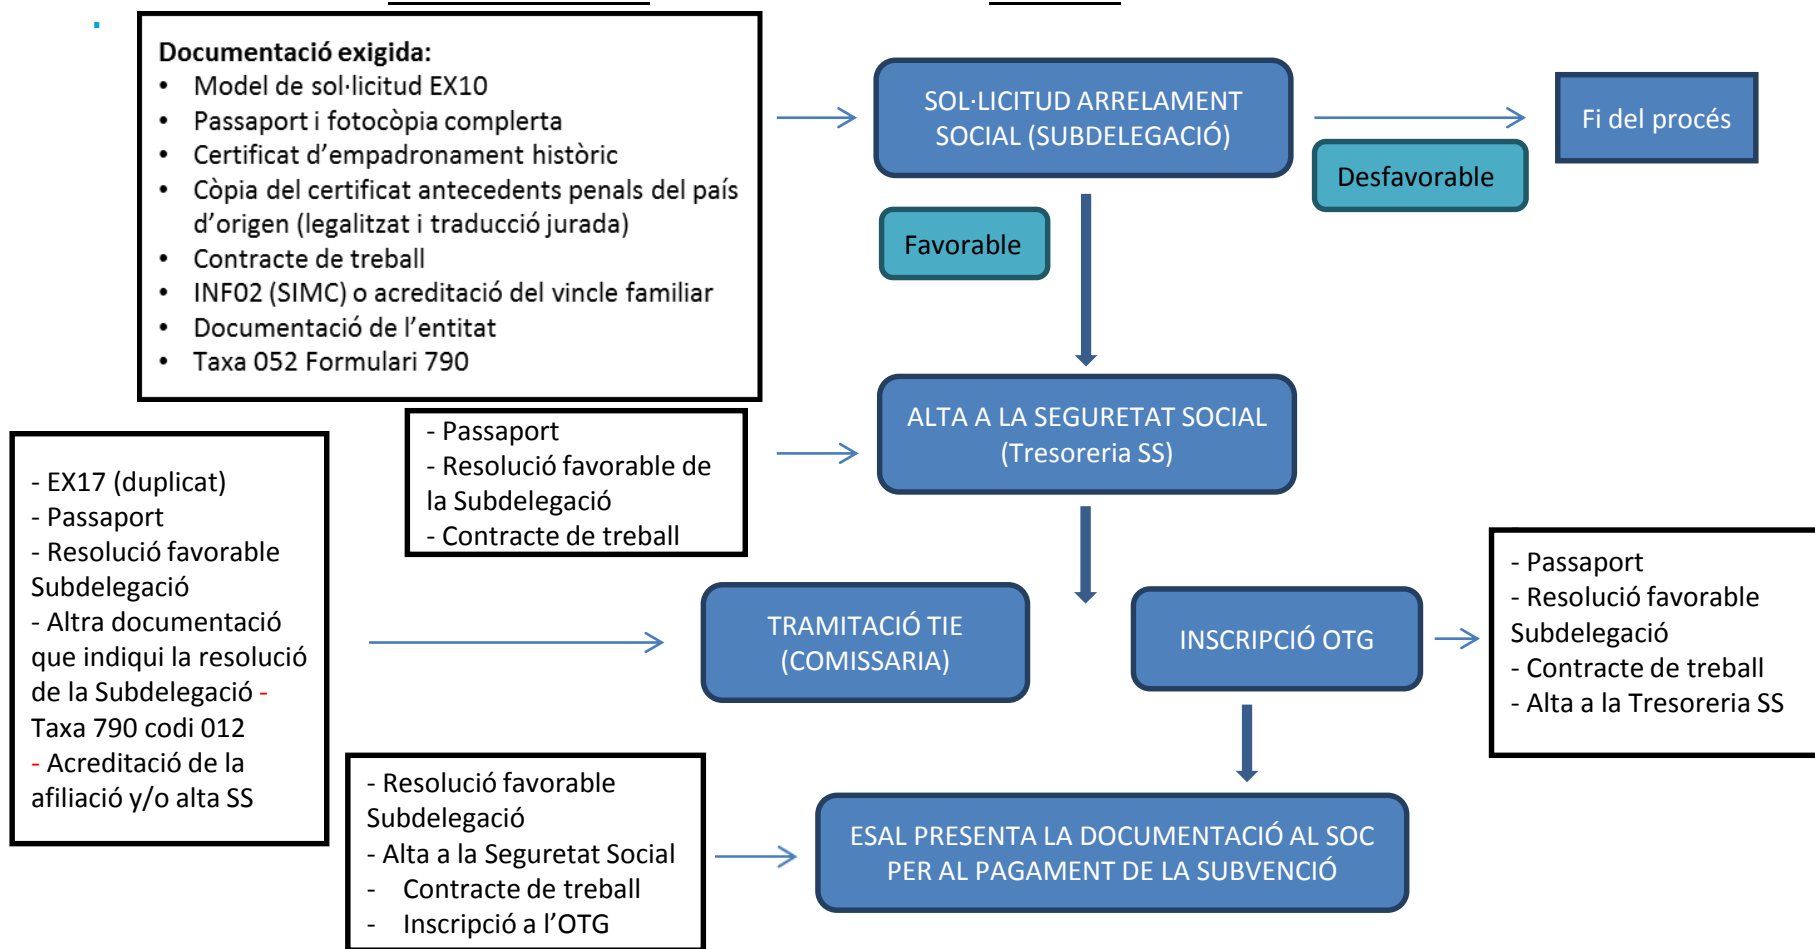 Documentació exigida:
• Model de sol·licitud EX10
• Passaport i fotocòpia complerta
• Certificat d’empadronament històric
• Còpia del certificat antecedents penals del país
d’origen (legalitzat i traducció jurada)
• Contracte de treball
• INF02 (SIMC) o acreditació del vincle familiar
• Documentació de l’entitat
• Taxa 052 Formulari 790
SOL·LICITUD ARRELAMENT
SOCIAL (SUBDELEGACIÓ)
Fi del procés
Desfavorable
Favorable
- Passaport
- Resolució favorable de
la Subdelegació
- Contracte de treball
ALTA A LA SEGURETAT SOCIAL
(Tresoreria SS)
- EX17 (duplicat)
- Passaport
- Resolució favorable
Subdelegació
- Altra documentació
que indiqui la resolució
de la Subdelegació -
Taxa 790 codi 012
- Acreditació de la
afiliació y/o alta SS
TRAMITACIÓ TIE
(COMISSARIA)
INSCRIPCIÓ OTG
- Passaport
- Resolució favorable
Subdelegació
- Contracte de treball
- Alta a la Tresoreria SS
- Resolució favorable
Subdelegació
- Alta a la Seguretat Social
- Contracte de treball
- Inscripció a l’OTG
ESAL PRESENTA LA DOCUMENTACIÓ AL SOC
PER AL PAGAMENT DE LA SUBVENCIÓ